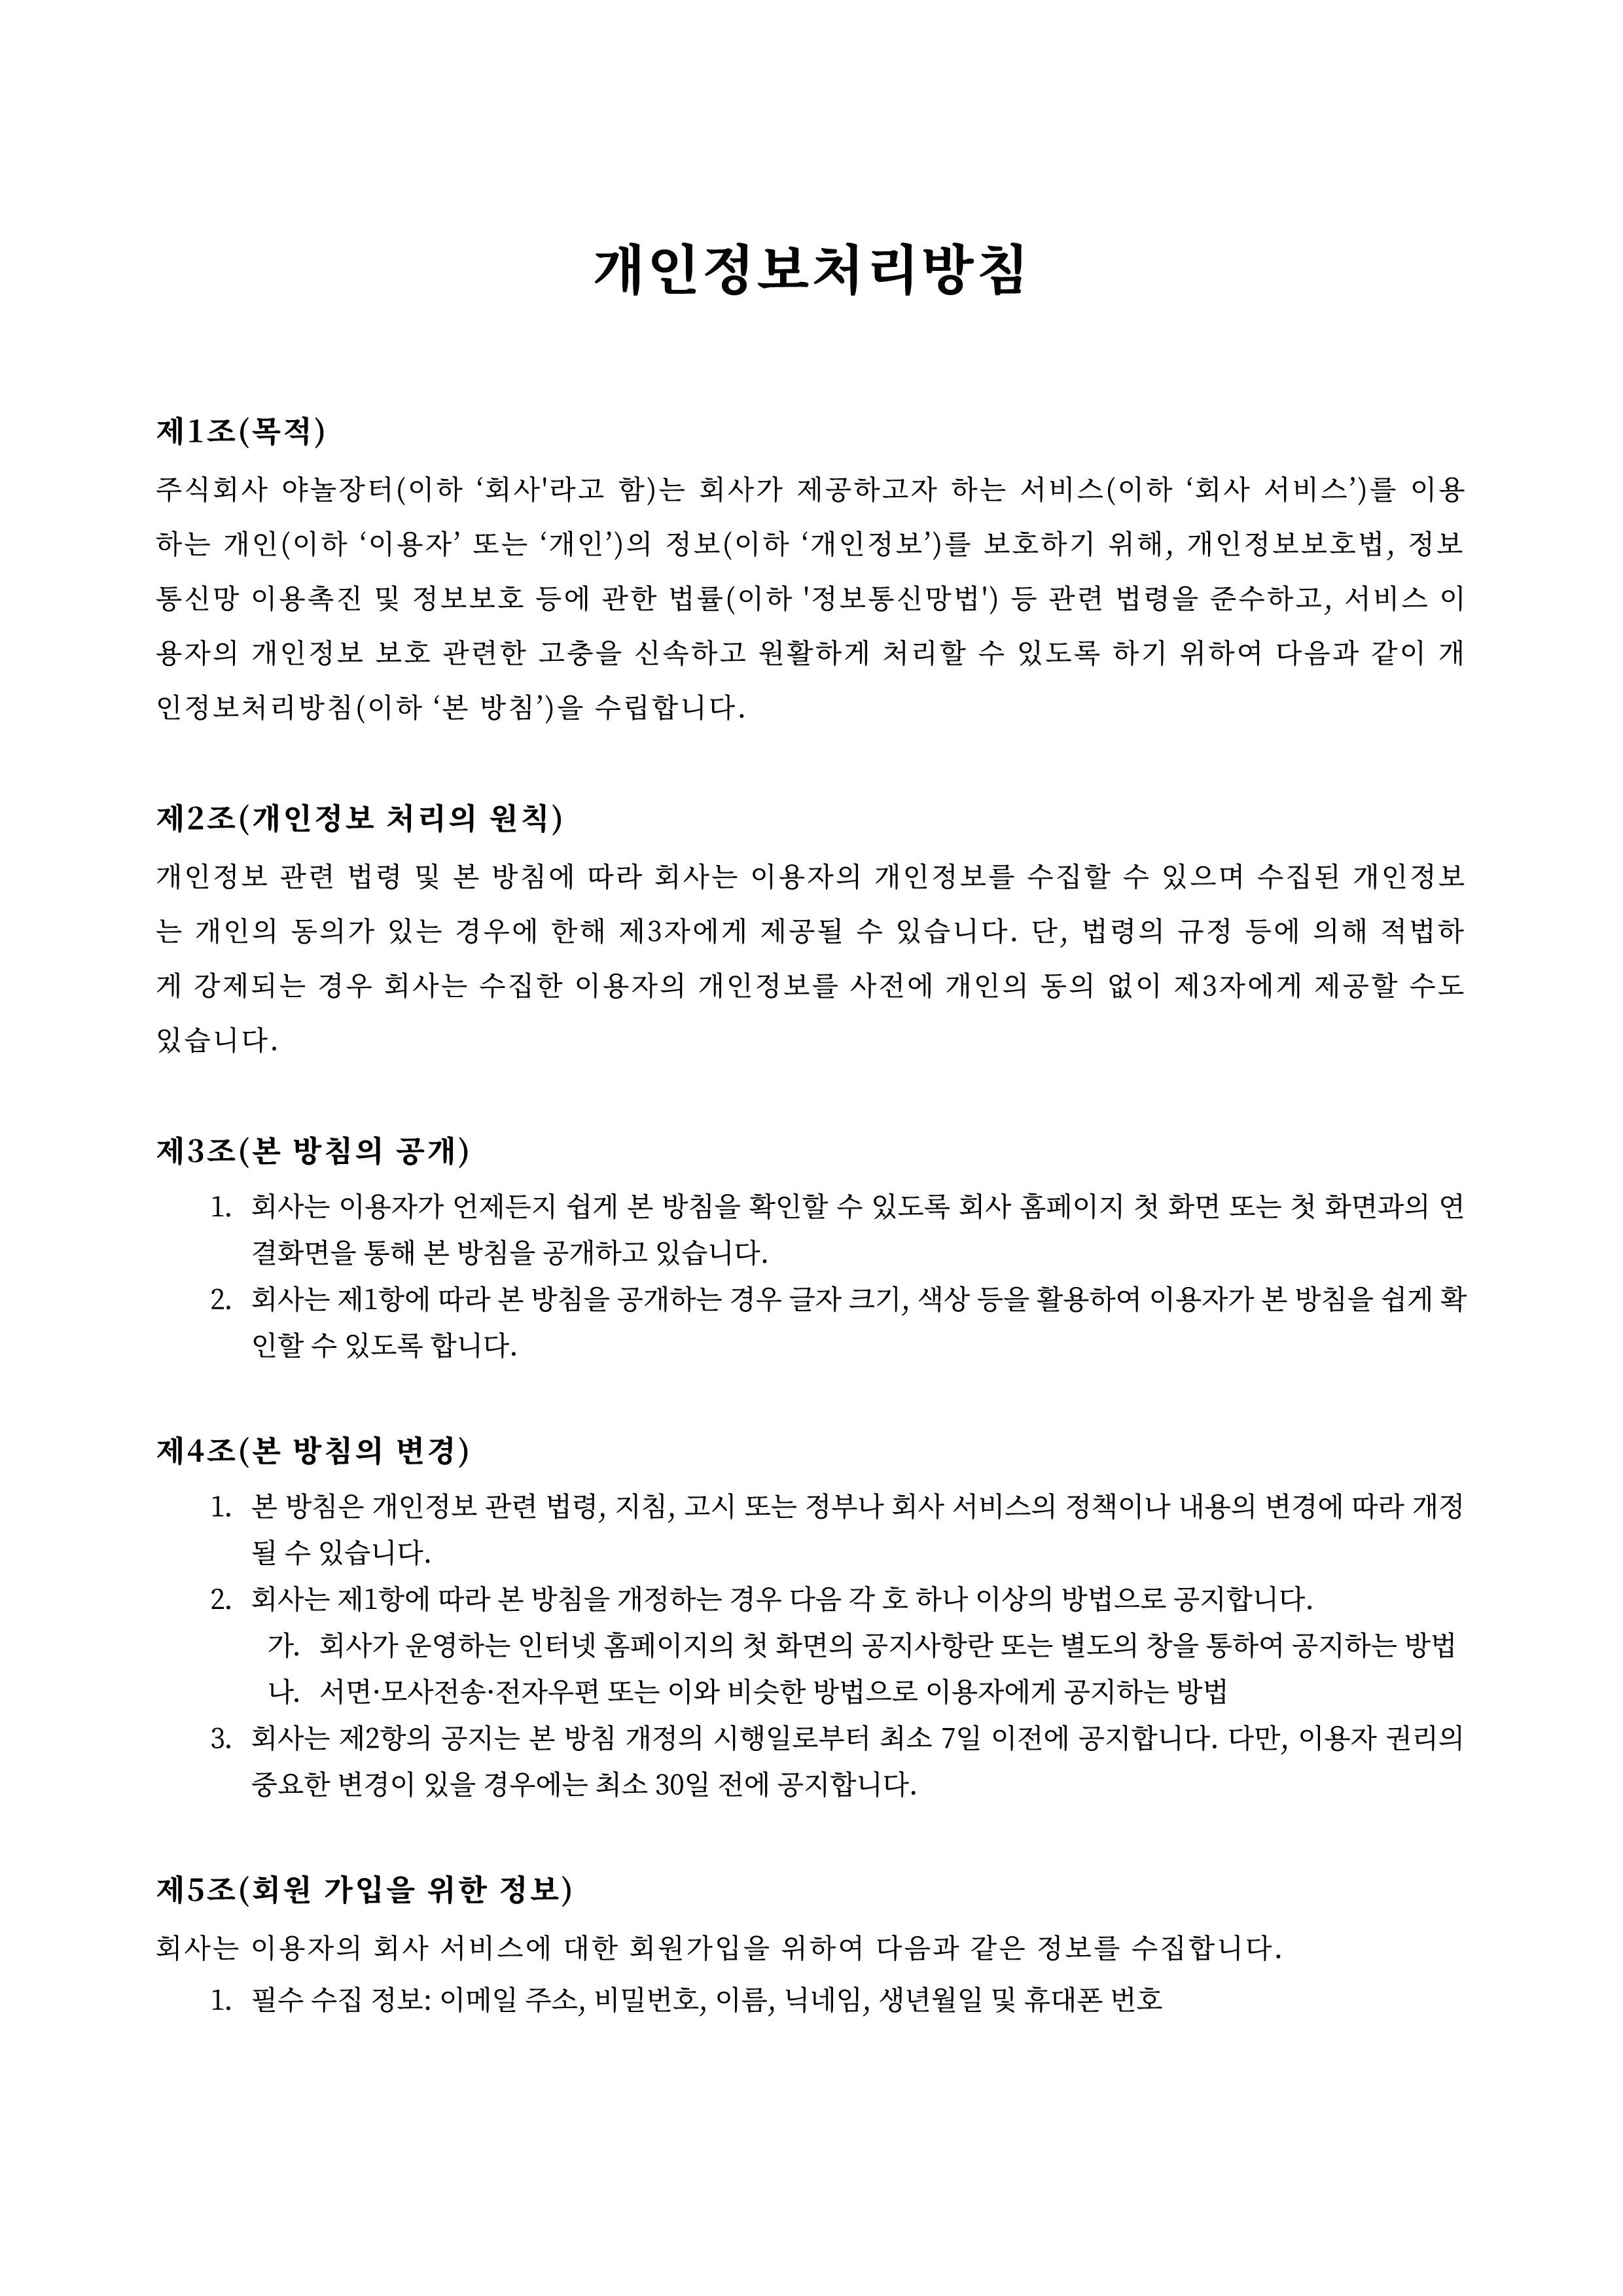 개인정보처리방침
제1조(목적)
주식회사 야놀장터(이하 ‘회사'라고 함)는 회사가 제공하고자 하는 서비스(이하 ‘회사 서비스’)를 이용
하는 개인(이하 ‘이용자’ 또는 ‘개인’)의 정보(이하 ‘개인정보’)를 보호하기 위해, 개인정보보호법, 정보
통신망 이용촉진 및 정보보호 등에 관한 법률(이하 '정보통신망법') 등 관련 법령을 준수하고, 서비스 이
용자의 개인정보 보호 관련한 고충을 신속하고 원활하게 처리할 수 있도록 하기 위하여 다음과 같이 개
인정보처리방침(이하 ‘본 방침’)을 수립합니다.
제2조(개인정보 처리의 원칙)
개인정보 관련 법령 및 본 방침에 따라 회사는 이용자의 개인정보를 수집할 수 있으며 수집된 개인정보
는 개인의 동의가 있는 경우에 한해 제3자에게 제공될 수 있습니다. 단, 법령의 규정 등에 의해 적법하
게 강제되는 경우 회사는 수집한 이용자의 개인정보를 사전에 개인의 동의 없이 제3자에게 제공할 수도
있습니다.
제3조(본 방침의 공개)
1. 회사는 이용자가 언제든지 쉽게 본 방침을 확인할 수 있도록 회사 홈페이지 첫 화면 또는 첫 화면과의 연
결화면을 통해 본 방침을 공개하고 있습니다.
2. 회사는 제1항에 따라 본 방침을 공개하는 경우 글자 크기, 색상 등을 활용하여 이용자가 본 방침을 쉽게 확
인할 수 있도록 합니다.
제4조(본 방침의 변경)
1. 본 방침은 개인정보 관련 법령, 지침, 고시 또는 정부나 회사 서비스의 정책이나 내용의 변경에 따라 개정
될 수 있습니다.
2. 회사는 제1항에 따라 본 방침을 개정하는 경우 다음 각 호 하나 이상의 방법으로 공지합니다.
가. 회사가 운영하는 인터넷 홈페이지의 첫 화면의 공지사항란 또는 별도의 창을 통하여 공지하는 방법
나. 서면·모사전송·전자우편 또는 이와 비슷한 방법으로 이용자에게 공지하는 방법
3. 회사는 제2항의 공지는 본 방침 개정의 시행일로부터 최소 7일 이전에 공지합니다. 다만, 이용자 권리의
중요한 변경이 있을 경우에는 최소 30일 전에 공지합니다.
제5조(회원 가입을 위한 정보)
회사는 이용자의 회사 서비스에 대한 회원가입을 위하여 다음과 같은 정보를 수집합니다.
1. 필수 수집 정보: 이메일 주소, 비밀번호, 이름, 닉네임, 생년월일 및 휴대폰 번호